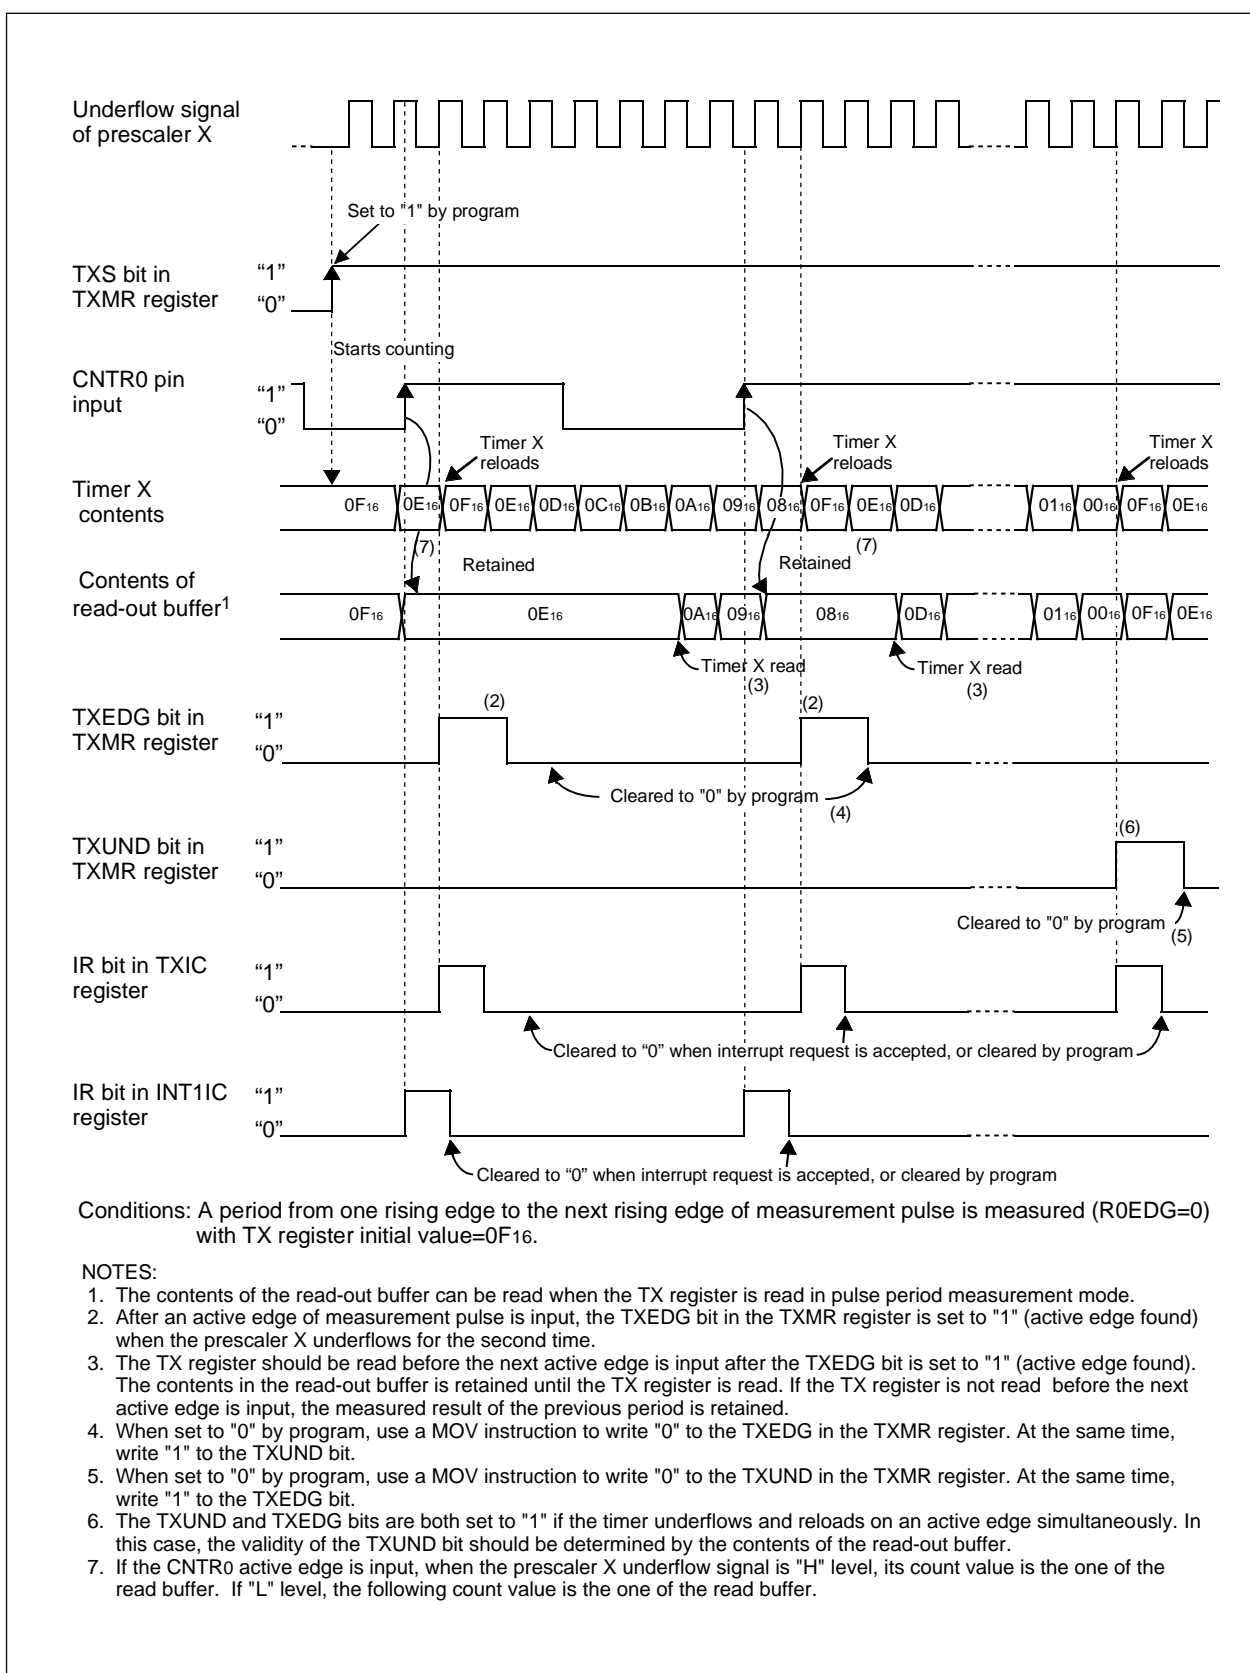 Underflow signal
of prescaler X
Set to "1" by program
TXS bit in
TXMR register
“1”
“0”
Starts counting
CNTR0 pin
input
“1”
“0”
Timer X
reloads
Timer X
reloads
Timer X
reloads
Timer X
contents
0F16 0E16 0F16 0E16 0D16 0C16 0B16 0A16 0916 0816 0F16 0E16 0D16 0116 0016 0F16 0E16
(7)
(7)
Retained
Retained
Contents of
read-out buffer1
0F16 0E16 0A16 0916 0816 0D16 0116 0016 0F16 0E16
Timer X read
(3)
Timer X read
(3)
TXEDG bit in
TXMR register
“1”
“0”
(2)
(2)
Cleared to "0" by program
(4)
TXUND bit in
TXMR register
“1”
“0”
(6)
Cleared to "0" by program
(5)
IR bit in TXIC
register
“1”
“0”
Cleared to “0” when interrupt request is accepted, or cleared by program
IR bit in INT1IC
register
“1”
“0”
Cleared to “0” when interrupt request is accepted, or cleared by program
Conditions: A period from one rising edge to the next rising edge of measurement pulse is measured (R0EDG=0)
with TX register initial value=0F16.
NOTES:
1. The contents of the read-out buffer can be read when the TX register is read in pulse period measurement mode.
2. After an active edge of measurement pulse is input, the TXEDG bit in the TXMR register is set to "1" (active edge found)
when the prescaler X underflows for the second time.
3. The TX register should be read before the next active edge is input after the TXEDG bit is set to "1" (active edge found).
The contents in the read-out buffer is retained until the TX register is read. If the TX register is not read before the next
active edge is input, the measured result of the previous period is retained.
4. When set to "0" by program, use a MOV instruction to write "0" to the TXEDG in the TXMR register. At the same time,
write "1" to the TXUND bit.
5. When set to "0" by program, use a MOV instruction to write "0" to the TXUND in the TXMR register. At the same time,
write "1" to the TXEDG bit.
6. The TXUND and TXEDG bits are both set to "1" if the timer underflows and reloads on an active edge simultaneously. In
this case, the validity of the TXUND bit should be determined by the contents of the read-out buffer.
7. If the CNTR0 active edge is input, when the prescaler X underflow signal is "H" level, its count value is the one of the
read buffer. If "L" level, the following count value is the one of the read buffer.